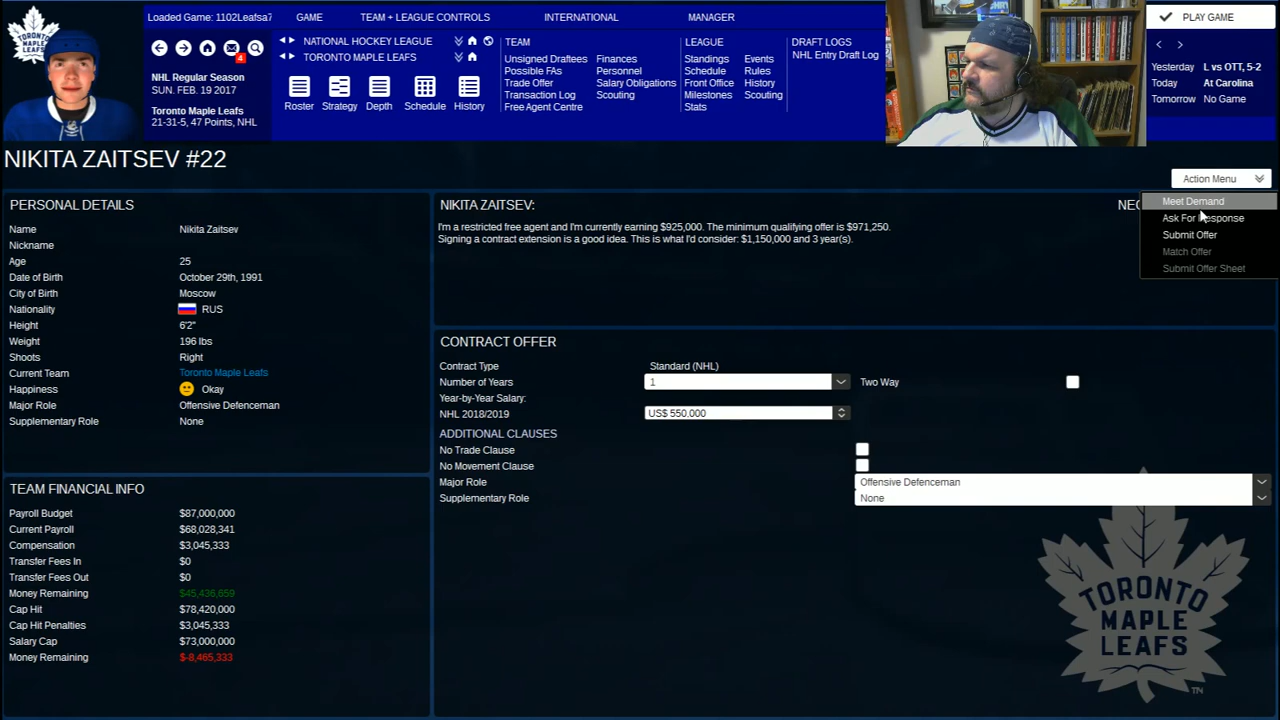 Loaded Game: 1102Leafsa7
GAME
TEAM + LEAGUE CONTROLS
INTERNATIONAL
MANAGER
PLAY GAME
NATIONAL HOCKEY LEAGUE
TORONTO MAPLE LEAFS
4
NHL Regular Season
SUN. FEB. 19 2017
Toronto Maple Leafs
21-31-5, 47 Points, NHL
Roster
Strategy
Depth
Schedule
History
TEAM
Unsigned Draftees
Possible FAs
Trade Offer
Transaction Log
Free Agent Centre
Finances
Personnel
Salary Obligations
Scouting
LEAGUE
Standings
Schedule
Front Office
Milestones
Stats
Events
Rules
History
Scouting
DRAFT LOGS
NHL Entry Draft Log
Yesterday L vs OTT, 5-2
Today At Carolina
Tomorrow No Game
TORONTO
MAPLE
LEAFS
NIKITA ZAITSEV #22
Action Menu
Meet Demand
Ask For Response
Submit Offer
Match Offer
Submit Offer Sheet
PERSONAL DETAILS
Name Nikita Zaitsev
Nickname
Age 25
Date of Birth October 29th, 1991
City of Birth Moscow
Nationality RUS
Height 6'2"
Weight 196 lbs
Shoots Right
Current Team Toronto Maple Leafs
Happiness Okay
Major Role Offensive Defenceman
Supplementary Role None
NIKITA ZAITSEV:
I'm a restricted free agent and I'm currently earning $925,000. The minimum qualifying offer is $971,250.
Signing a contract extension is a good idea. This is what I'd consider: $1,150,000 and 3 year(s).
CONTRACT OFFER
Contract Type Standard (NHL)
Number of Years 1 Two Way
Year-by-Year Salary:
NHL 2018/2019 US$ 550,000
ADDITIONAL CLAUSES
No Trade Clause
No Movement Clause
Major Role Offensive Defenceman
Supplementary Role None
TEAM FINANCIAL INFO
Payroll Budget $87,000,000
Current Payroll $68,028,341
Compensation $3,045,333
Transfer Fees In $0
Transfer Fees Out $0
Money Remaining $45,436,659
Cap Hit $78,420,000
Cap Hit Penalties $3,045,333
Salary Cap $73,000,000
Money Remaining $-8,465,333
TORONTO
MAPLE
LEAFS
TM